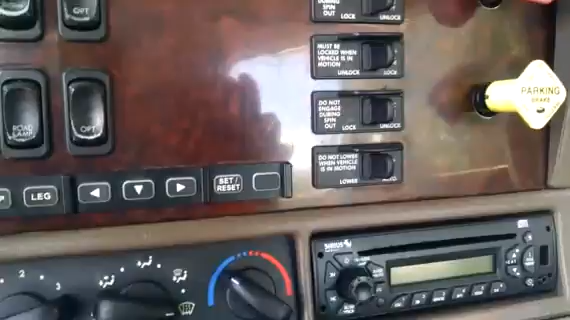 OPT
DURING
SPIN
OUT
LOCK
UNLOCK
MUST BE
LOCKED WHEN
VEHICLE IS IN
MOTION
UNLOCK
LOCK
DO NOT
ENGAGE
DURING
SPIN
OUT
LOCK
UNLOCK
DO NOT LOWER
WHEN VEHICLE
IS IN MOTION
LOWER
PARKING
BRAKE
ROAD
LAMP
OPT
P
LEG
SET/
RESET
SIRIUS
2
3